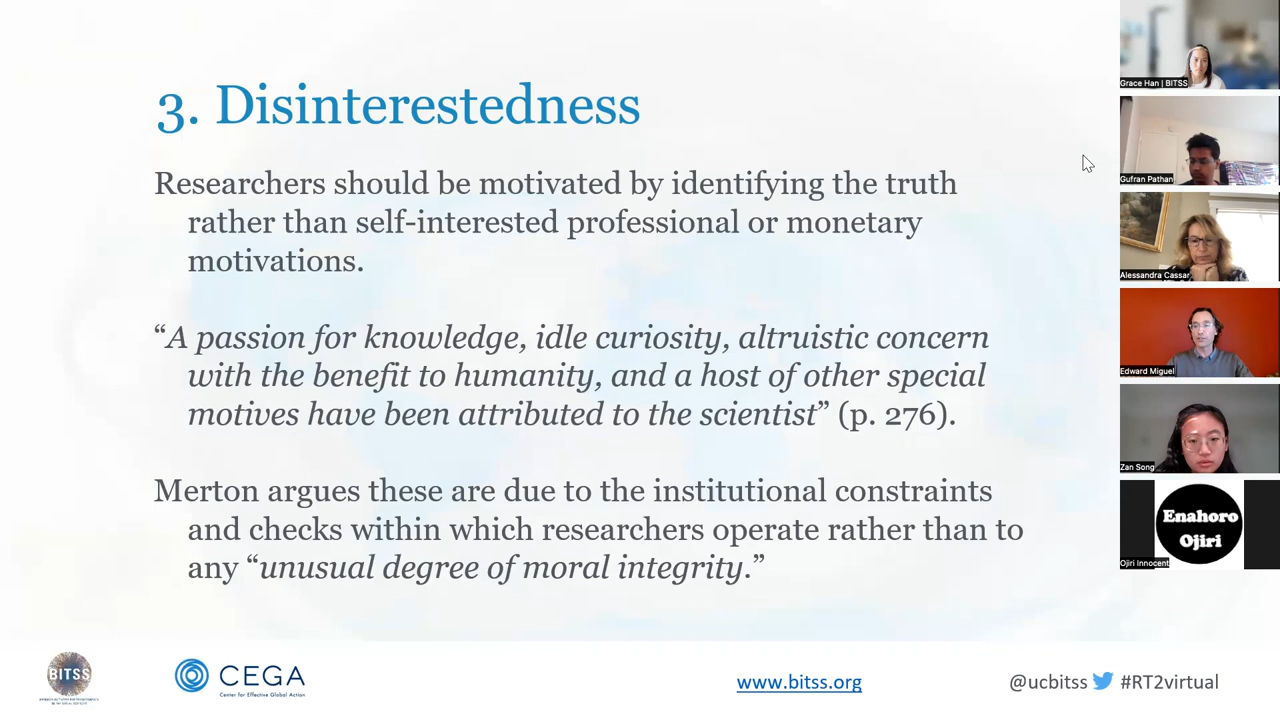 3. Disinterestedness
Researchers should be motivated by identifying the truth
rather than self-interested professional or monetary
motivations.
“A passion for knowledge, idle curiosity, altruistic concern
with the benefit to humanity, and a host of other special
motives have been attributed to the scientist” (p. 276).
Merton argues these are due to the institutional constraints
and checks within which researchers operate rather than to
any “unusual degree of moral integrity.”
BITSS
CEGA
Center for Effective Global Action
www.bitss.org
@ucbitss #RT2virtual
Grace Han | BITSS
Gufran Pathan
Alessandra Cassar
Edward Miguel
Zan Song
Enahoro
Ojiri
Ojiri Innocent